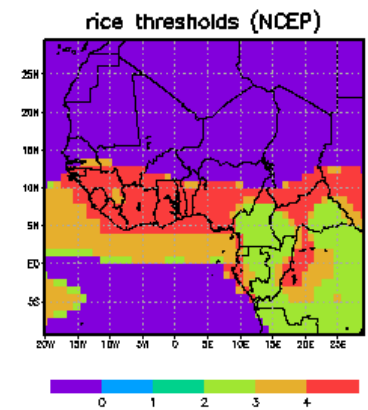 rice thresholds (NCEP)
25N
20N
15N
10N
5N
EQ
5S
20W 15W 10W 5W 0 5E 10E 15E 20E 25E
0 1 2 3 4